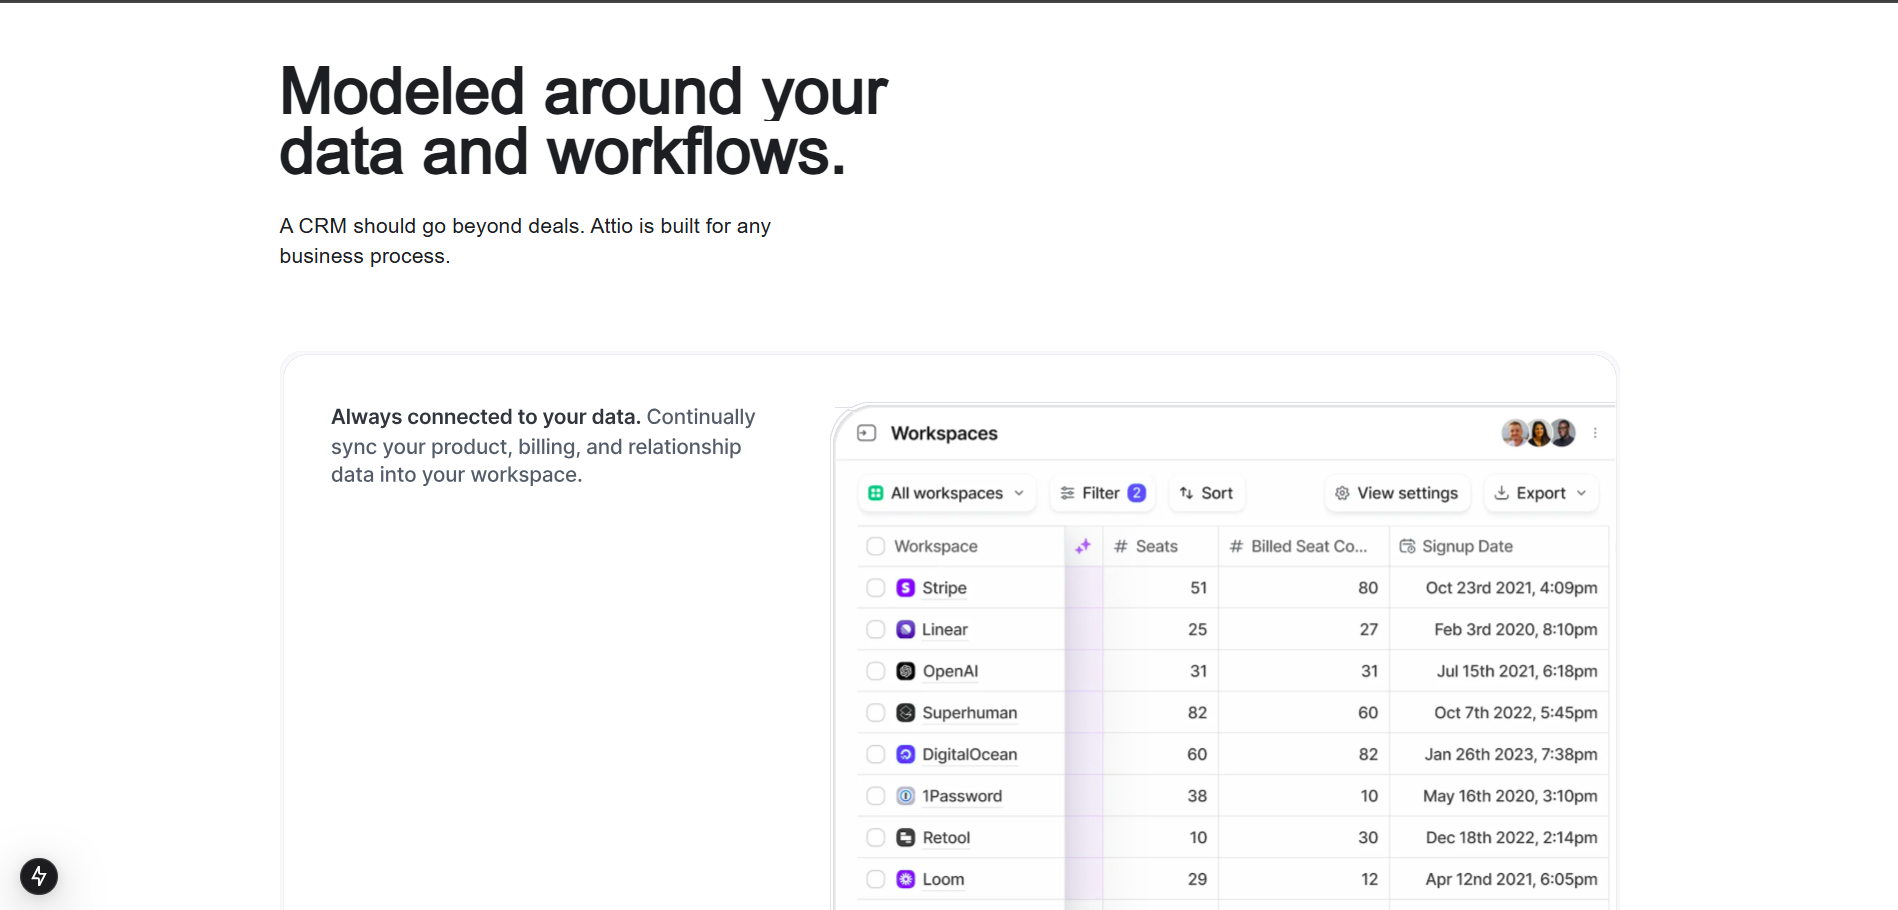 Modeled around your
data and workflows.
A CRM should go beyond deals. Attio is built for any
business process.
Always connected to your data. Continually
sync your product, billing, and relationship
data into your workspace.
Workspaces
All workspaces Filter 2 Sort View settings Export
Workspace # Seats # Billed Seat Co... Signup Date
Stripe 51 80 Oct 23rd 2021, 4:09pm
Linear 25 27 Feb 3rd 2020, 8:10pm
OpenAI 31 31 Jul 15th 2021, 6:18pm
Superhuman 82 60 Oct 7th 2022, 5:45pm
DigitalOcean 60 82 Jan 26th 2023, 7:38pm
1Password 38 10 May 16th 2020, 3:10pm
Retool 10 30 Dec 18th 2022, 2:14pm
Loom 29 12 Apr 12nd 2021, 6:05pm